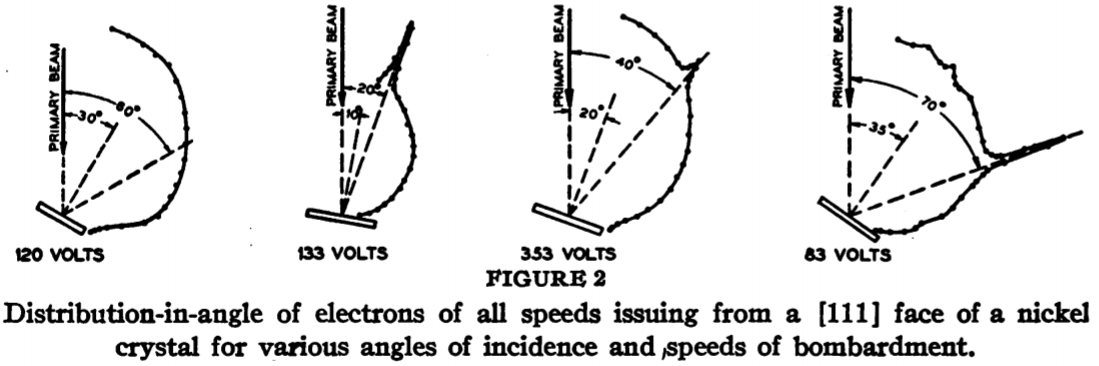 PRIMARY BEAM
60°
30°
120 VOLTS
PRIMARY BEAM
20°
10°
133 VOLTS
PRIMARY BEAM
40°
20°
353 VOLTS
PRIMARY BEAM
70°
35°
83 VOLTS
FIGURE 2
Distribution-in-angle of electrons of all speeds issuing from a [111] face of a nickel
crystal for various angles of incidence and speeds of bombardment.